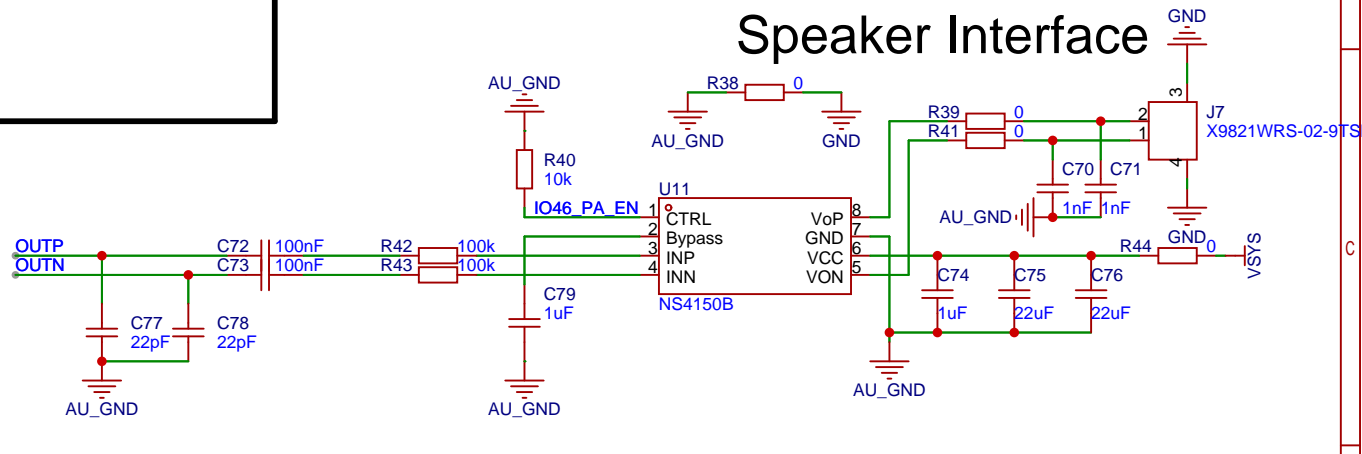 Speaker Interface
GND
3
AU_GND
R38 0
AU_GND
GND
R39 0
R41 0
2
1
J7
X9821WRS-02-9TS
4
R40
10k
C70
1nF
C71
1nF
AU_GND
GND
U11
IO46_PA_EN
1 CTRL
2 Bypass
3 INP
4 INN
VoP 8
GND 7
VCC 6
VON 5
NS4150B
OUTP
OUTN
C72 100nF
C73 100nF
R42 100k
R43 100k
R44 0
VSYS
C
C74
1uF
C75
22uF
C76
22uF
C79
1uF
C77
22pF
C78
22pF
AU_GND
AU_GND
AU_GND